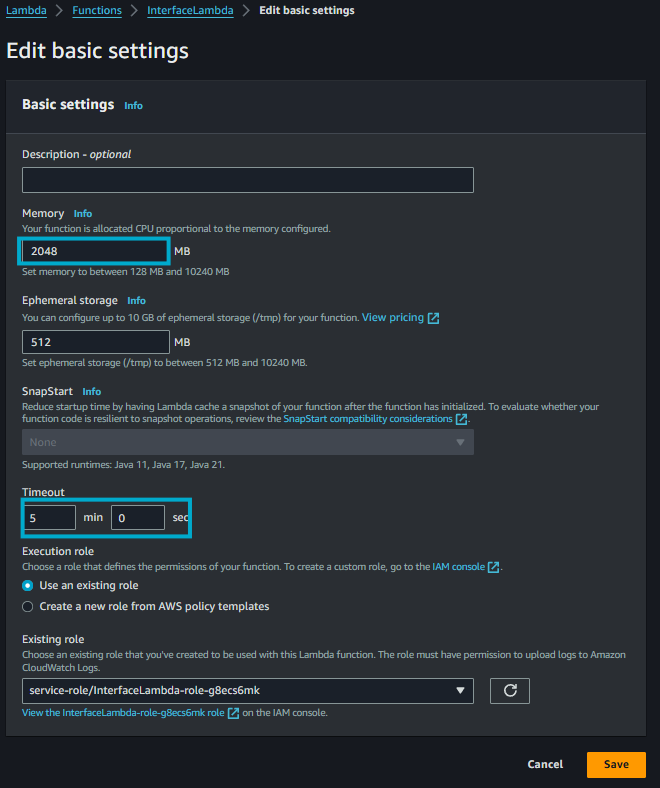 Lambda > Functions > InterfaceLambda > Edit basic settings
Edit basic settings
Basic settings Info
Description - optional
Memory Info
Your function is allocated CPU proportional to the memory configured.
2048 MB
Set memory to between 128 MB and 10240 MB
Ephemeral storage Info
You can configure up to 10 GB of ephemeral storage (/tmp) for your function. View pricing
512 MB
Set ephemeral storage (/tmp) to between 512 MB and 10240 MB.
SnapStart Info
Reduce startup time by having Lambda cache a snapshot of your function after the function has initialized. To evaluate whether your
function code is resilient to snapshot operations, review the SnapStart compatibility considerations.
None
Supported runtimes: Java 11, Java 17, Java 21.
Timeout
5 min 0 sec
Execution role
Choose a role that defines the permissions of your function. To create a custom role, go to the IAM console.
Use an existing role
Create a new role from AWS policy templates
Existing role
Choose an existing role that you've created to be used with this Lambda function. The role must have permission to upload logs to Amazon
CloudWatch Logs.
service-role/InterfaceLambda-role-g8ecs6mk
View the InterfaceLambda-role-g8ecs6mk role on the IAM console.
Cancel Save